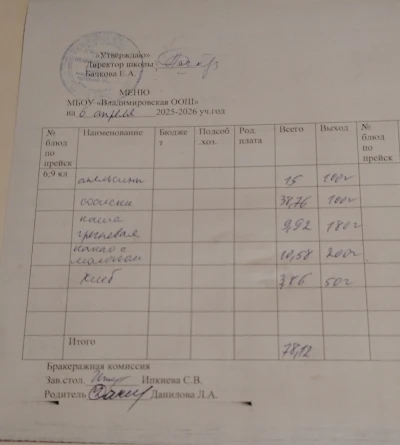 «Утверждаю»
Директор школы
Бачкова Е.А.
МЕНЮ
МБОУ «Владимировская ООШ»
на 6 апреля 2025-2026 уч.год
№ блюд по прейск Наименование Бюджет Подсоб .хоз. Род. плата Всего Выход № блюд по прейск
6,9 кл апельсины 15 100г
сосиски 38,76 100г
каша гречневая 9,92 180г
какао с молоком 10,58 200г
хлеб 3,86 50г
Итого 78,12
Бракеражная комиссия
Зав.стол. Ипкиева С.В.
Родитель Данилова Л.А.